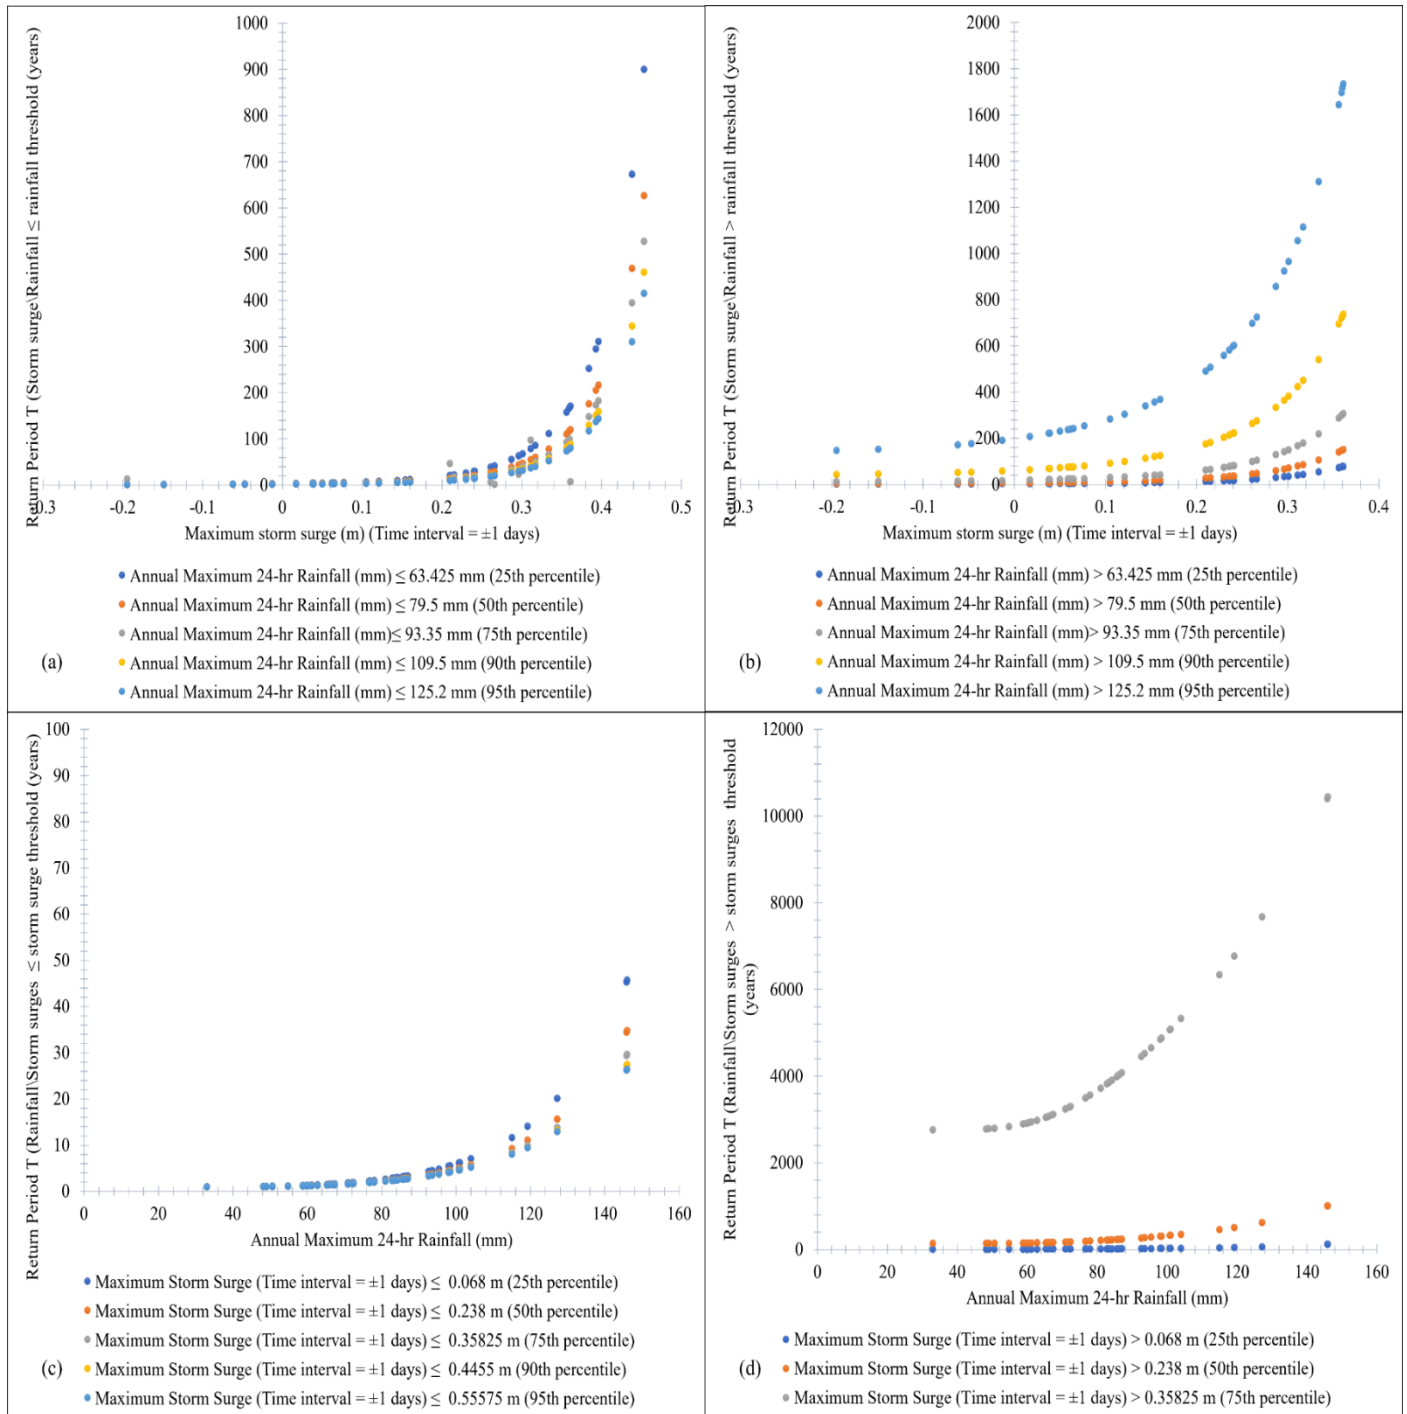 Return Period T (Storm surge\Rainfall ≤ rainfall threshold (years)
1000
900
800
700
600
500
400
300
200
100
0
-0.3 -0.2 -0.1 0 0.1 0.2 0.3 0.4 0.5
Maximum storm surge (m) (Time interval = ±1 days)
Annual Maximum 24-hr Rainfall (mm) ≤ 63.425 mm (25th percentile)
Annual Maximum 24-hr Rainfall (mm) ≤ 79.5 mm (50th percentile)
Annual Maximum 24-hr Rainfall (mm)≤ 93.35 mm (75th percentile)
Annual Maximum 24-hr Rainfall (mm) ≤ 109.5 mm (90th percentile)
Annual Maximum 24-hr Rainfall (mm) ≤ 125.2 mm (95th percentile)
(a)
Return Period T (Storm surge\Rainfall > rainfall threshold (years)
2000
1800
1600
1400
1200
1000
800
600
400
200
0
-0.3 -0.2 -0.1 0 0.1 0.2 0.3 0.4
Maximum storm surge (m) (Time interval = ±1 days)
Annual Maximum 24-hr Rainfall (mm) > 63.425 mm (25th percentile)
Annual Maximum 24-hr Rainfall (mm) > 79.5 mm (50th percentile)
Annual Maximum 24-hr Rainfall (mm)> 93.35 mm (75th percentile)
Annual Maximum 24-hr Rainfall (mm) > 109.5 mm (90th percentile)
Annual Maximum 24-hr Rainfall (mm) > 125.2 mm (95th percentile)
(b)
Return Period T (Rainfall\Storm surges ≤ storm surge threshold (years)
100
90
80
70
60
50
40
30
20
10
0
0 20 40 60 80 100 120 140 160
Annual Maximum 24-hr Rainfall (mm)
Maximum Storm Surge (Time interval = ±1 days) ≤ 0.068 m (25th percentile)
Maximum Storm Surge (Time interval = ±1 days) ≤ 0.238 m (50th percentile)
Maximum Storm Surge (Time interval = ±1 days) ≤ 0.35825 m (75th percentile)
Maximum Storm Surge (Time interval = ±1 days) ≤ 0.4455 m (90th percentile)
Maximum Storm Surge (Time interval = ±1 days) ≤ 0.55575 m (95th percentile)
(c)
Return Period T (Rainfall\Storm surges > storm surges threshold
(years)
12000
10000
8000
6000
4000
2000
0
0 20 40 60 80 100 120 140 160
Annual Maximum 24-hr Rainfall (mm)
Maximum Storm Surge (Time interval = ±1 days) > 0.068 m (25th percentile)
Maximum Storm Surge (Time interval = ±1 days) > 0.238 m (50th percentile)
Maximum Storm Surge (Time interval = ±1 days) > 0.35825 m (75th percentile)
(d)